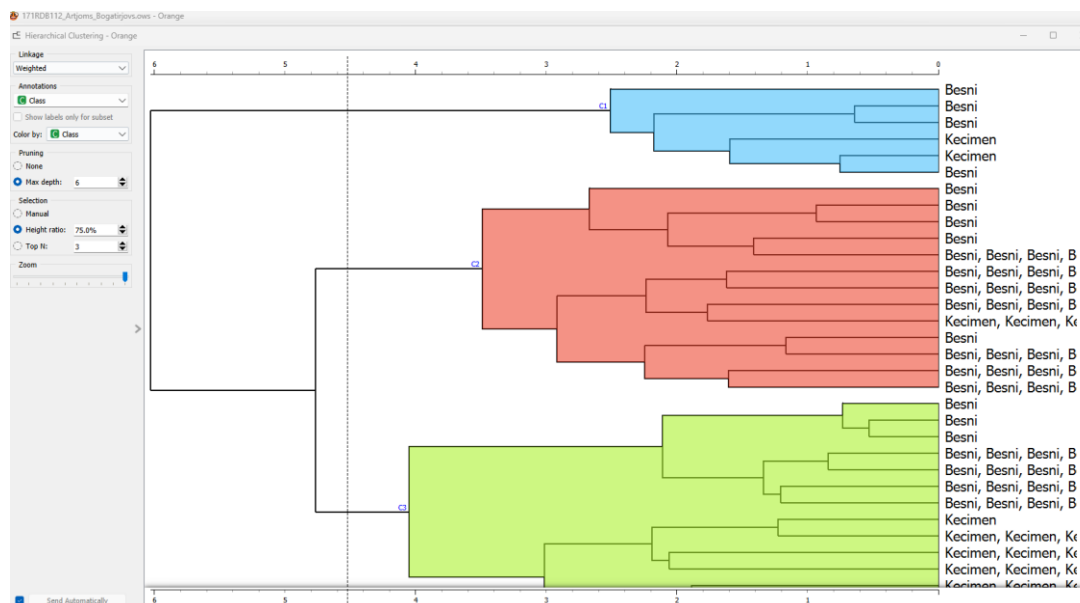 171RDB112_Artjoms_Bogatirjovs.ows - Orange
Hierarchical Clustering - Orange
Linkage
Weighted
Annotations
C Class
Show labels only for subset
Color by: C Class
Pruning
None
Max depth: 6
Selection
Manual
Height ratio: 75.0%
Top N: 3
Zoom
Send Automatically
6 5 4 3 2 1 0
C1
C2
C3
Besni
Besni
Besni
Kecimen
Kecimen
Besni
Besni
Besni
Besni
Besni
Besni, Besni, Besni, B
Besni, Besni, Besni, B
Besni, Besni, Besni, B
Besni, Besni, Besni, B
Kecimen, Kecimen, Ke
Besni
Besni, Besni, Besni, B
Besni, Besni, Besni, B
Besni, Besni, Besni, B
Besni
Besni
Besni
Besni, Besni, Besni, B
Besni, Besni, Besni, B
Besni, Besni, Besni, B
Besni, Besni, Besni, B
Kecimen
Kecimen, Kecimen, Ke
Kecimen, Kecimen, Ke
Kecimen, Kecimen, Ke
Kecimen, Kecimen, Ke
6 5 4 3 2 1 0